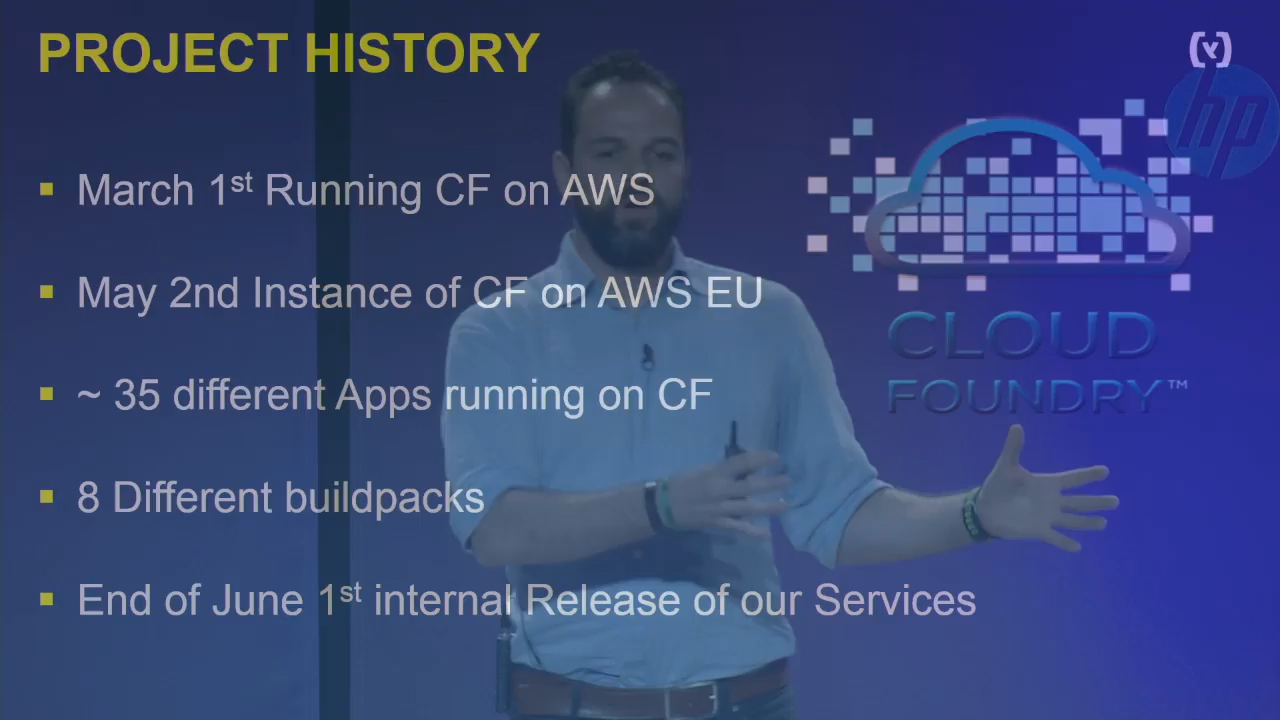 PROJECT HISTORY
hp
March 1st Running CF on AWS
May 2nd Instance of CF on AWS EU
CLOUD
FOUNDRY™
~ 35 different Apps running on CF
8 Different buildpacks
End of June 1st internal Release of our Services